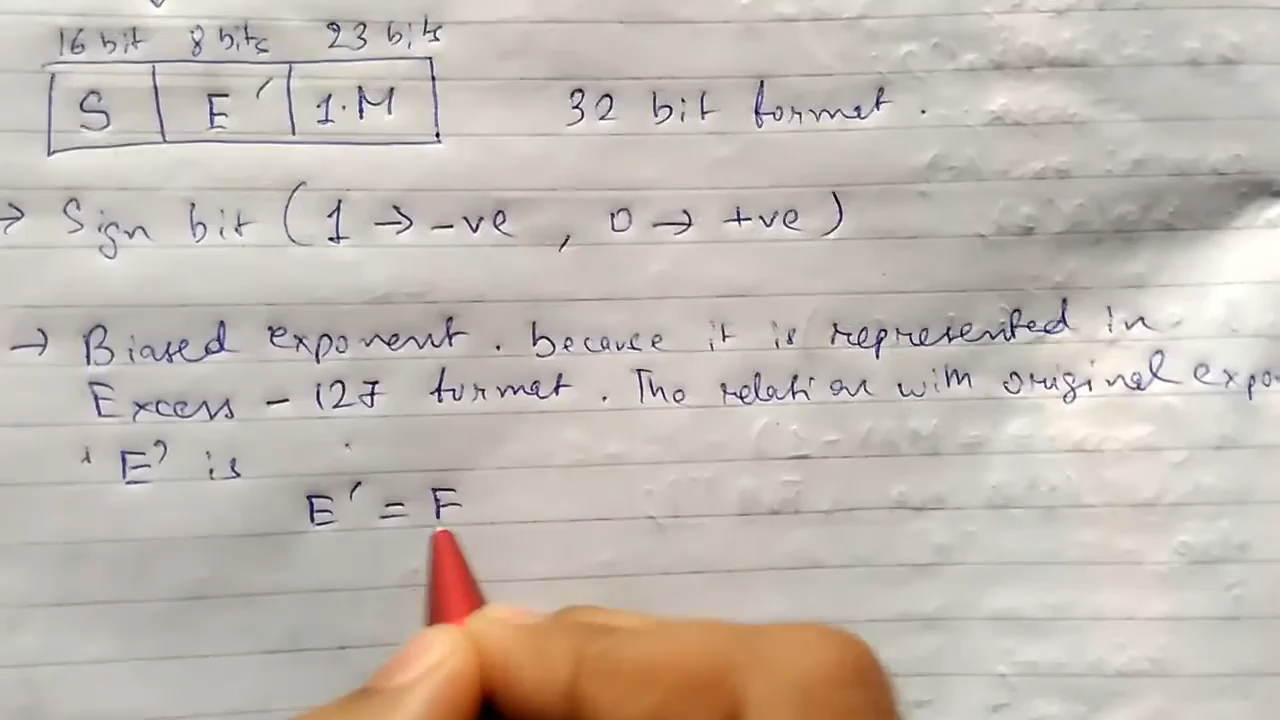 16 bit 8 bits 23 bits
S E′ 1.M 32 bit format.
→ Sign bit (1 → -ve, 0 → +ve)
→ Biased exponent. because it is represented in
Excess - 127 format. The relation with original expo
'E' is
E′ = F